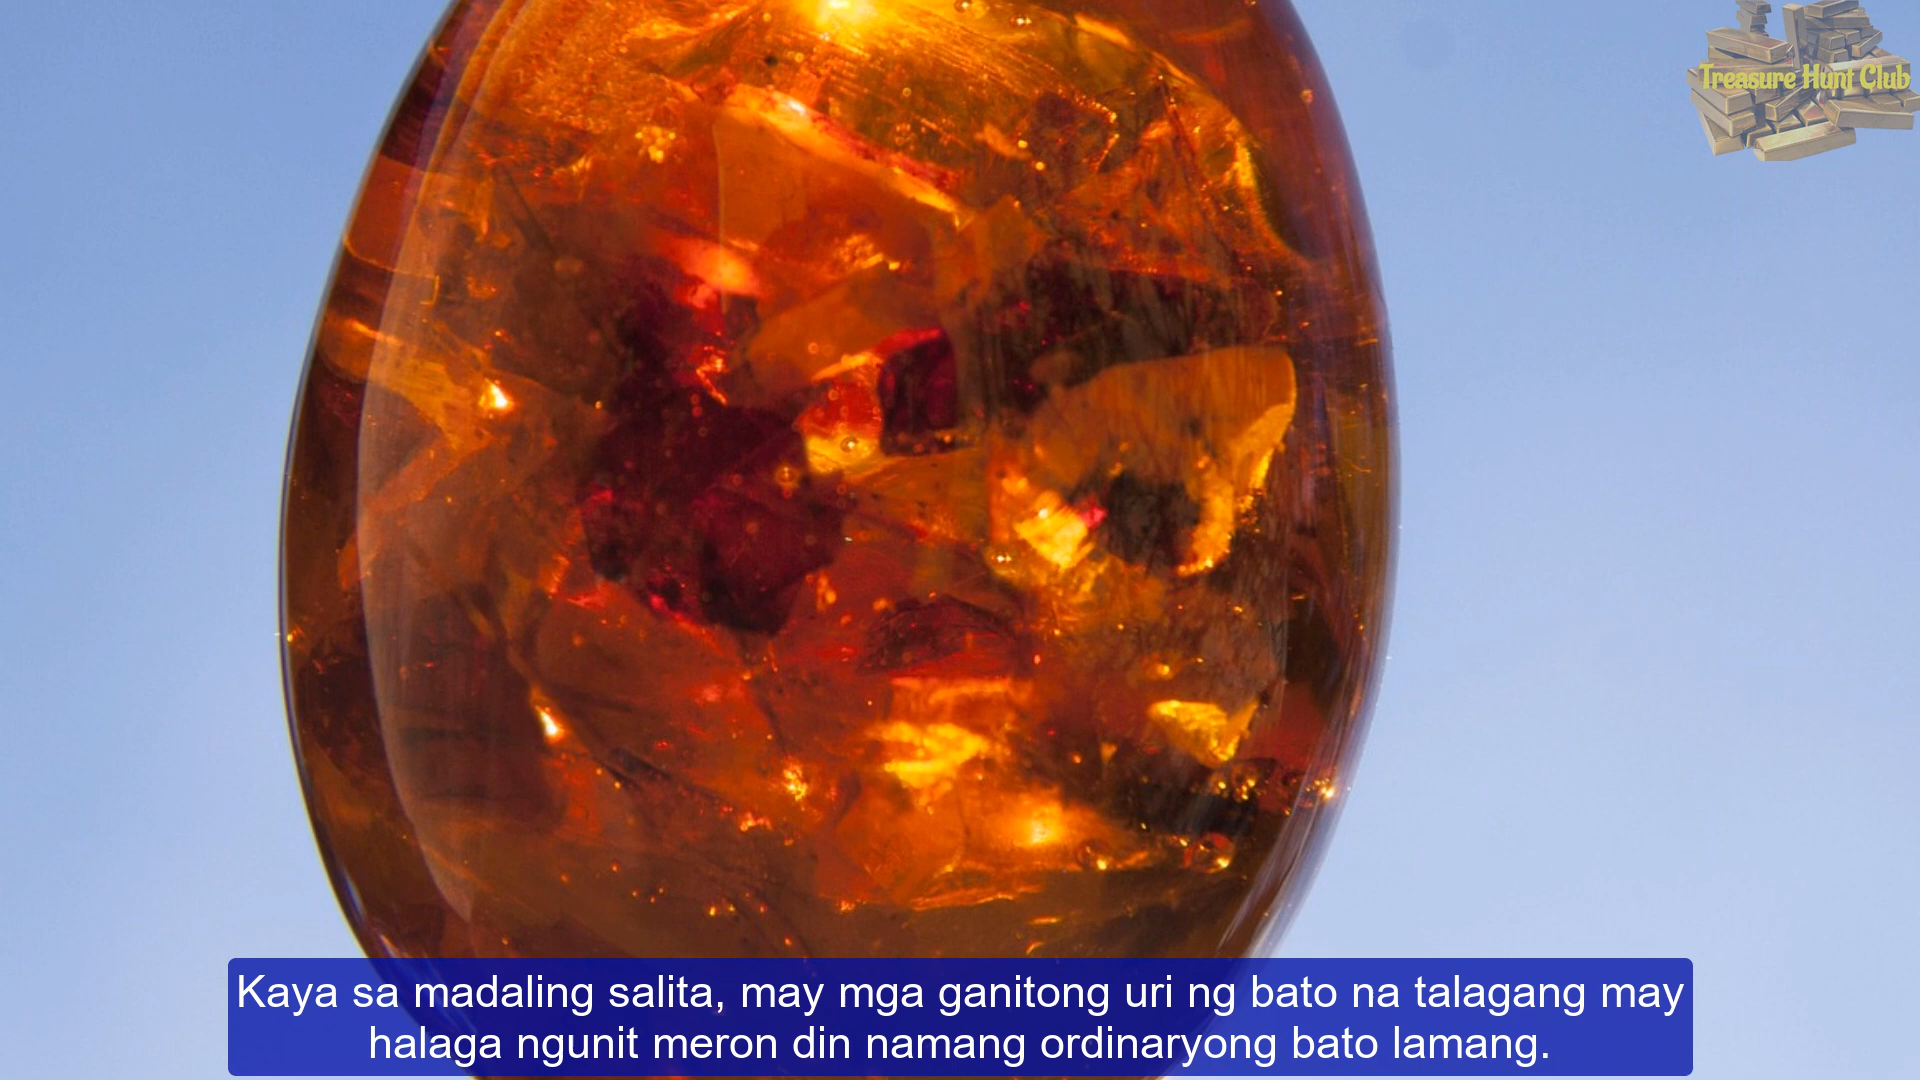 Treasure Hunt Club
Kaya sa madaling salita, may mga ganitong uri ng bato na talagang may
halaga ngunit meron din namang ordinaryong bato lamang.